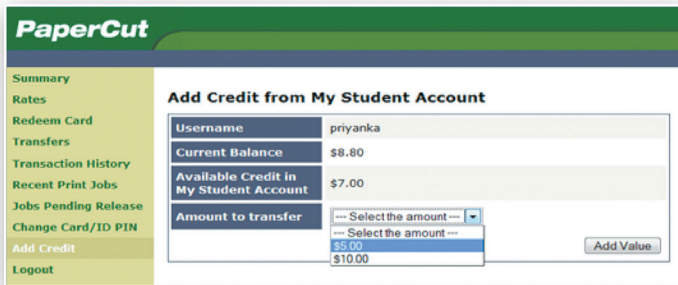 PaperCut
Summary
Rates
Redeem Card
Transfers
Transaction History
Recent Print Jobs
Jobs Pending Release
Change Card/ID PIN
Add Credit
Logout
Add Credit from My Student Account
Username priyanka
Current Balance $8.80
Available Credit in
My Student Account $7.00
Amount to transfer --- Select the amount ---
--- Select the amount ---
$5.00
$10.00
Add Value